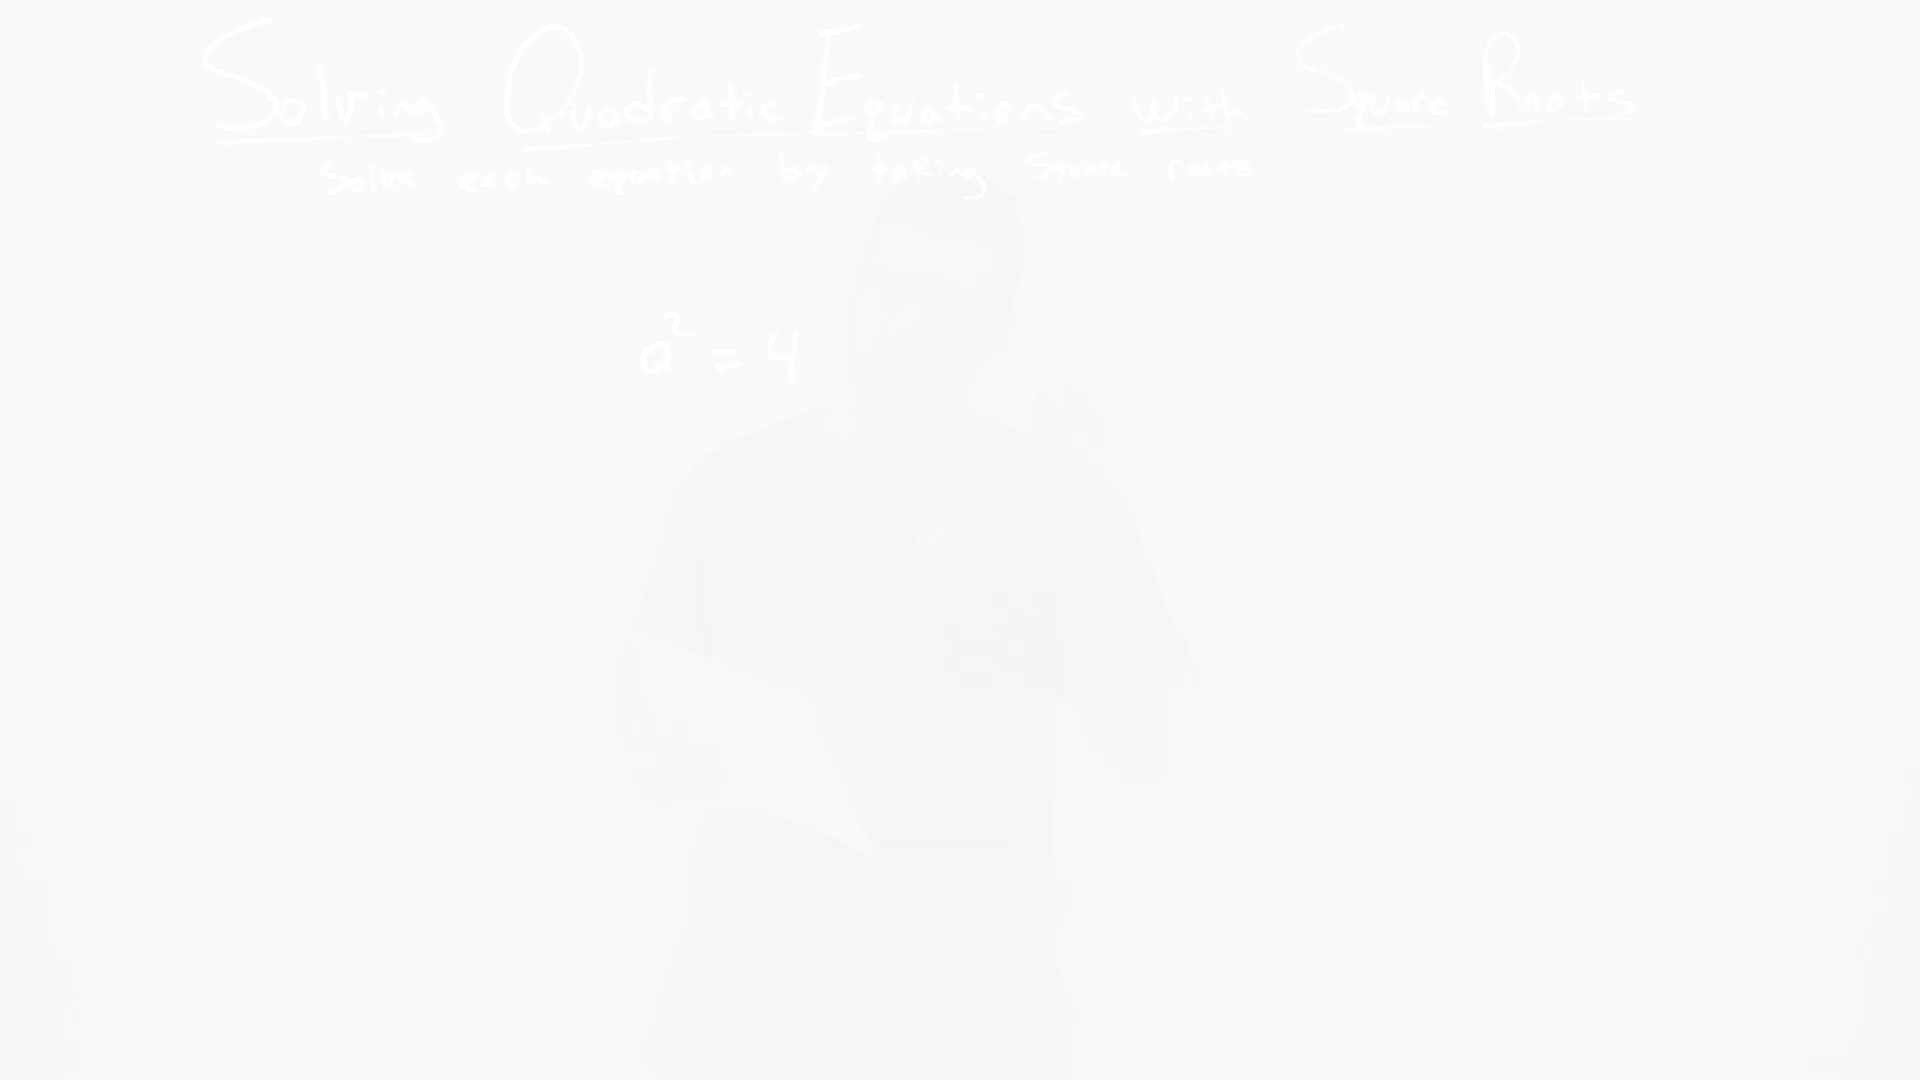 Solving Quadratic Equations with Square Roots
Solve each equation by taking Square roots
a² = 4